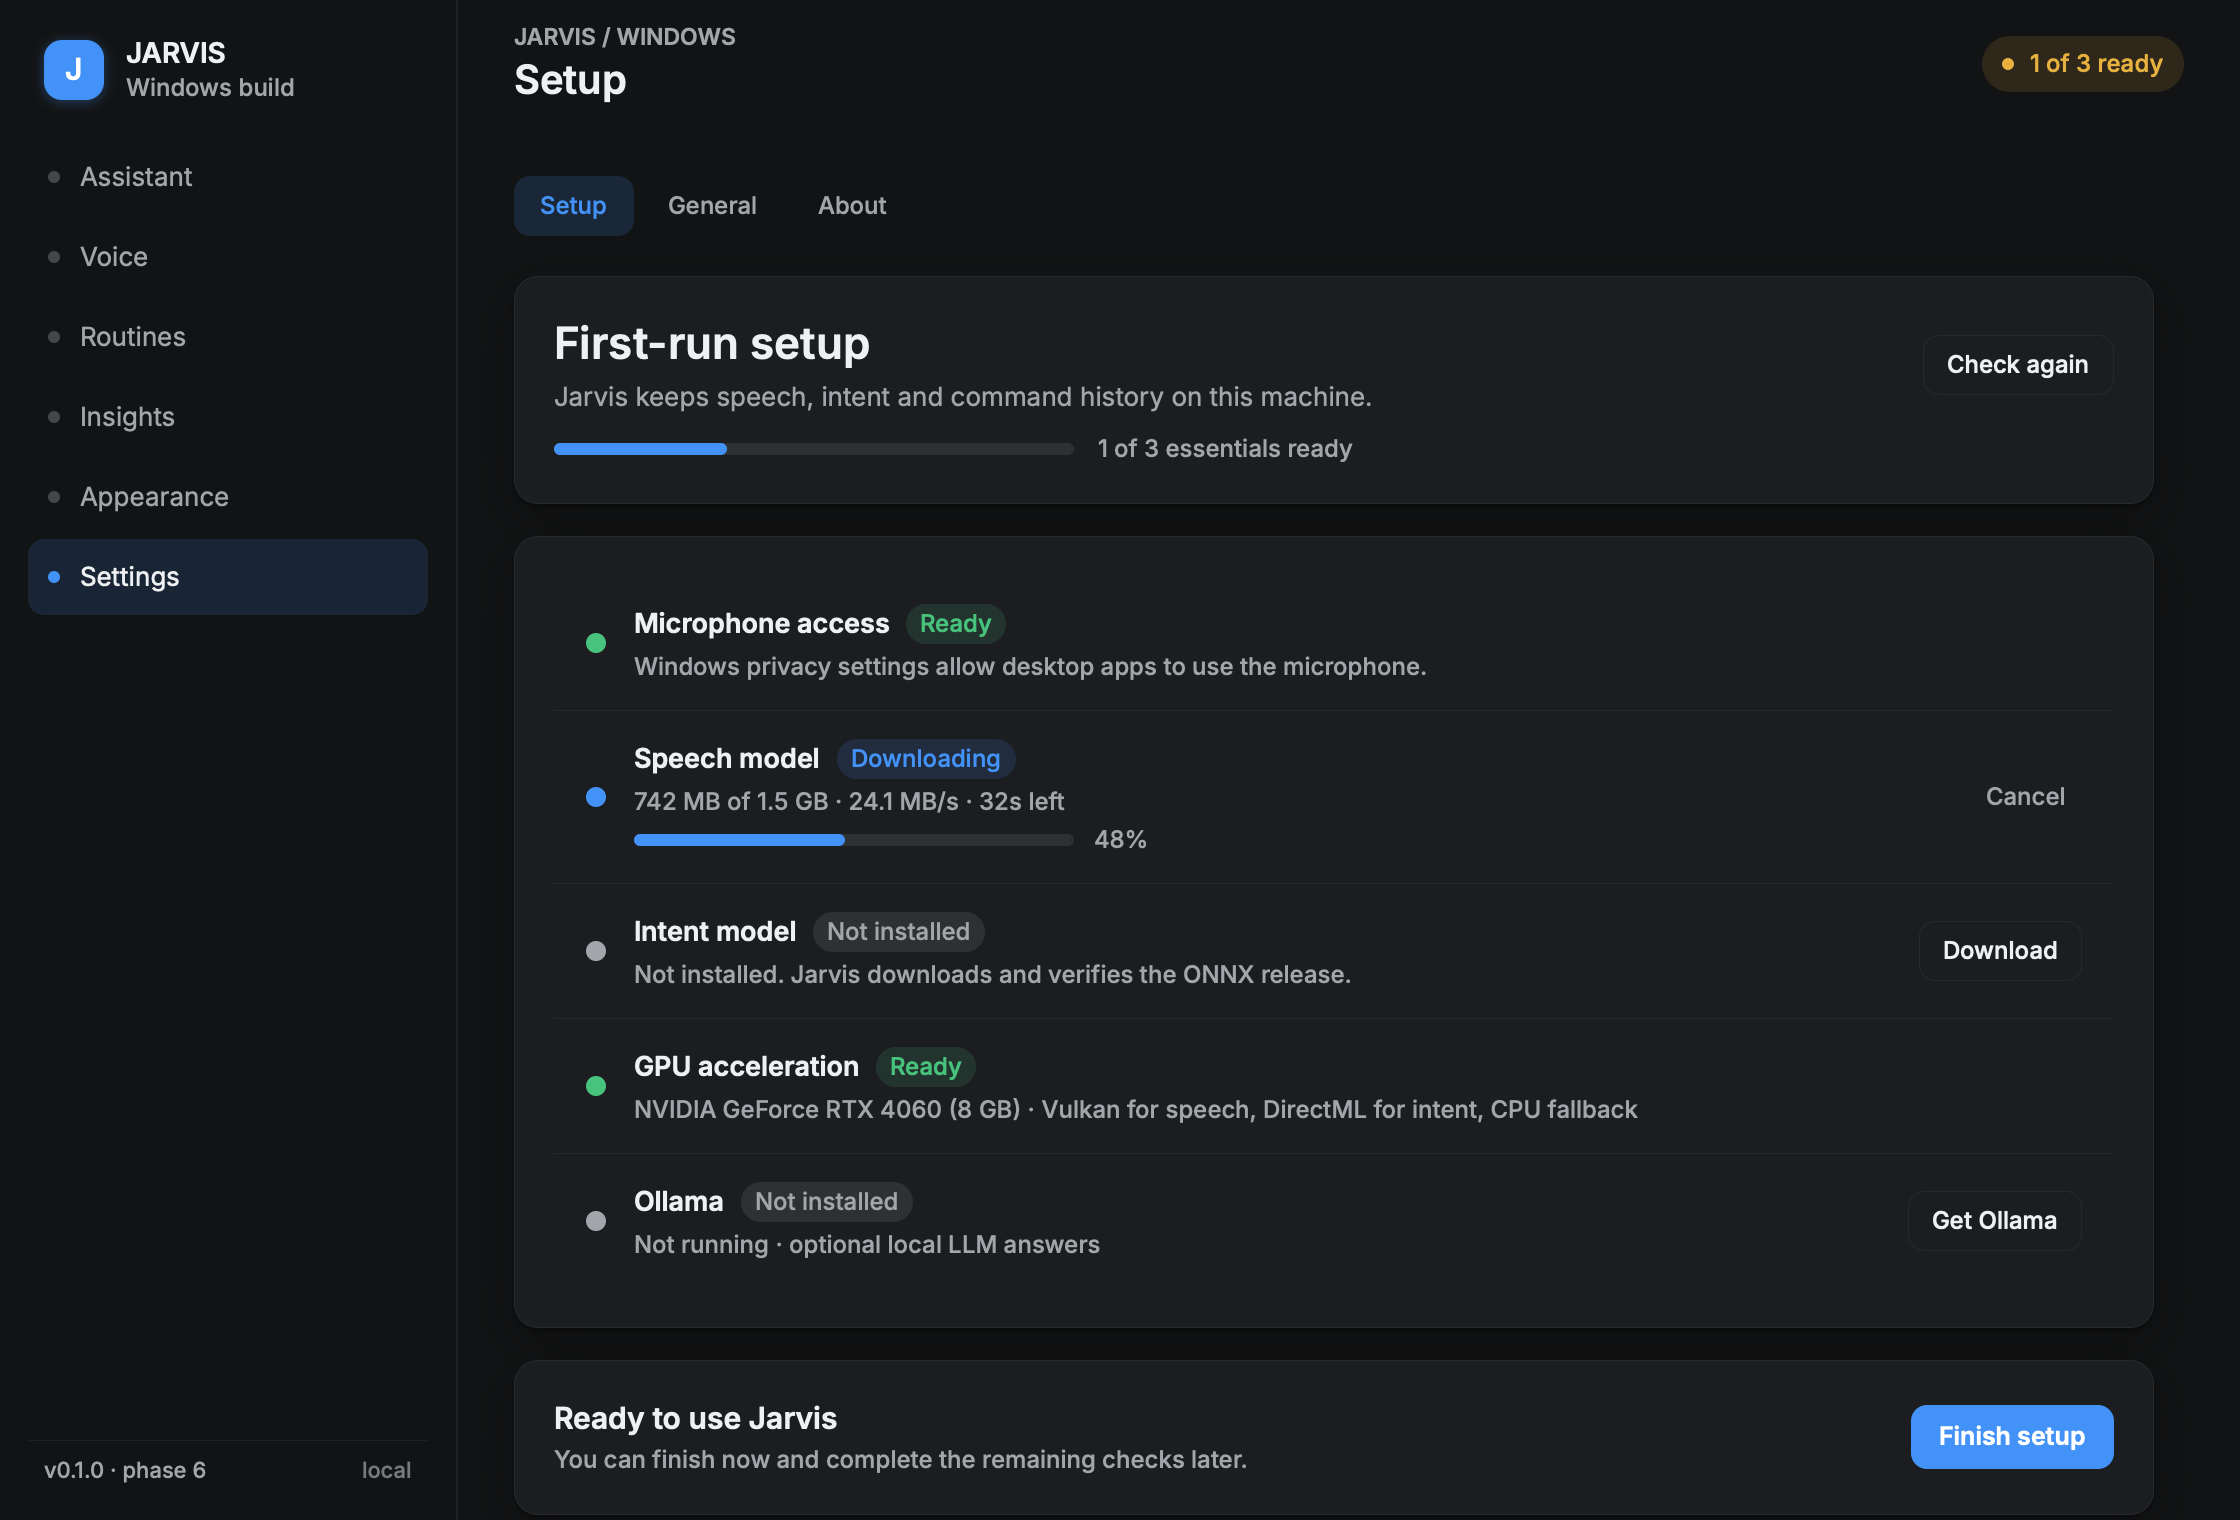 J
JARVIS
Windows build
Assistant
Voice
Routines
Insights
Appearance
Settings
v0.1.0 · phase 6
local
JARVIS / WINDOWS
Setup
1 of 3 ready
Setup
General
About
First-run setup
Jarvis keeps speech, intent and command history on this machine.
1 of 3 essentials ready
Check again
Microphone access
Ready
Windows privacy settings allow desktop apps to use the microphone.
Speech model
Downloading
742 MB of 1.5 GB · 24.1 MB/s · 32s left
48%
Cancel
Intent model
Not installed
Not installed. Jarvis downloads and verifies the ONNX release.
Download
GPU acceleration
Ready
NVIDIA GeForce RTX 4060 (8 GB) · Vulkan for speech, DirectML for intent, CPU fallback
Ollama
Not installed
Not running · optional local LLM answers
Get Ollama
Ready to use Jarvis
You can finish now and complete the remaining checks later.
Finish setup